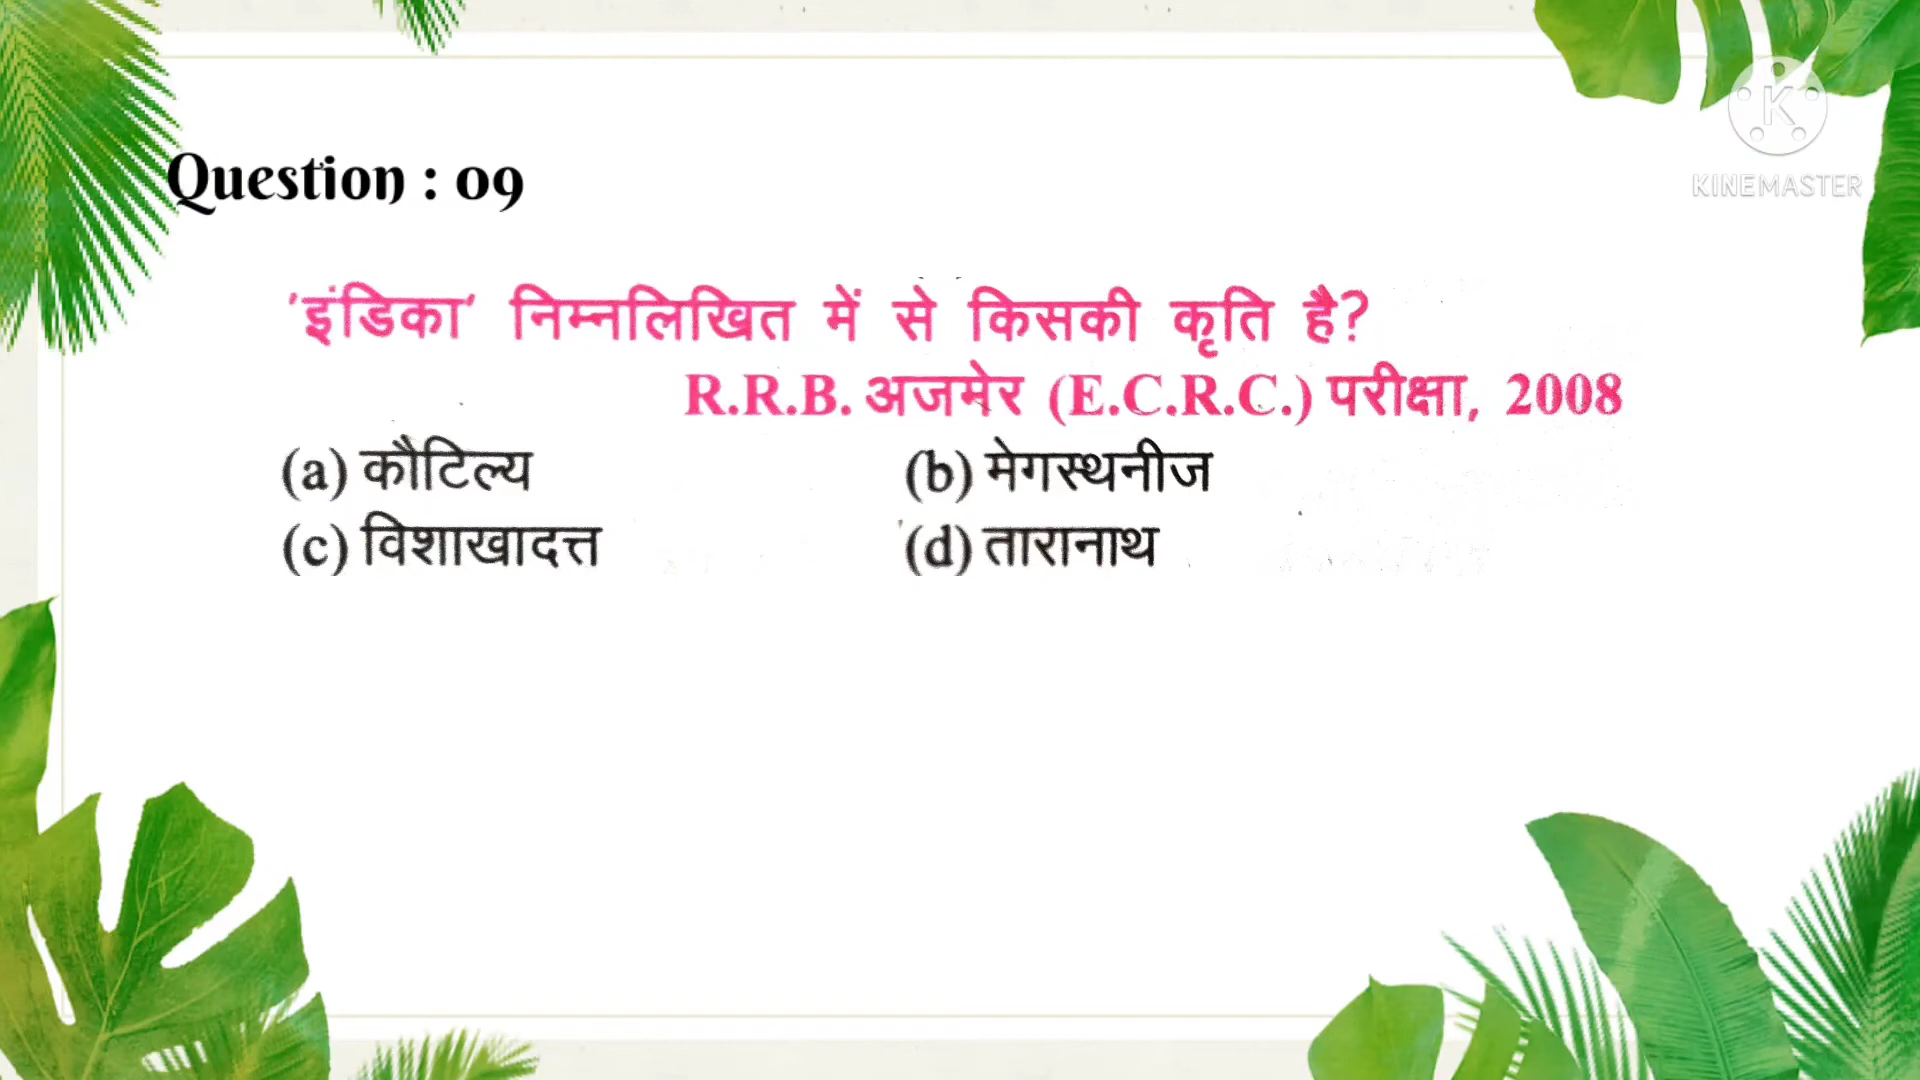 K
KINEMASTER
Question : 09
'इंडिका' निम्नलिखित में से किसकी कृति है?
R.R.B. अजमेर (E.C.R.C.) परीक्षा, 2008
(a) कौटिल्य (b) मेगस्थनीज
(c) विशाखादत्त (d) तारानाथ